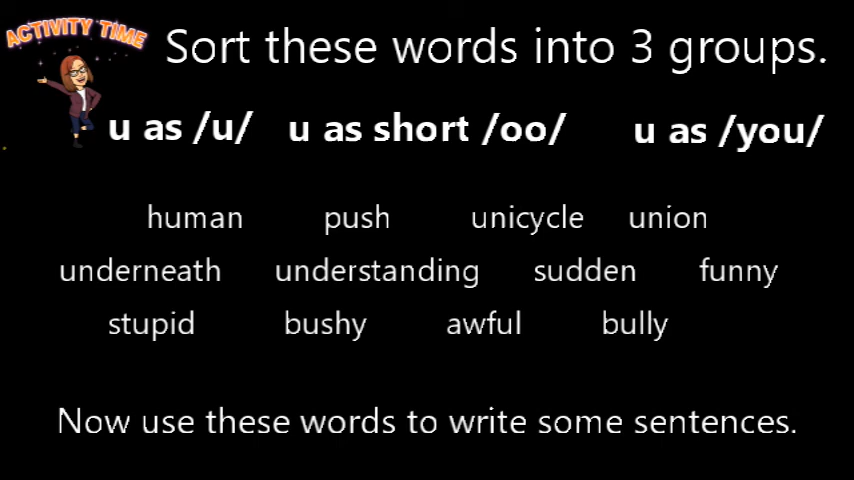 ACTIVITY TIME
Sort these words into 3 groups.
u as /u/ u as short /oo/ u as /you/
human push unicycle union
underneath understanding sudden funny
stupid bushy awful bully
Now use these words to write some sentences.